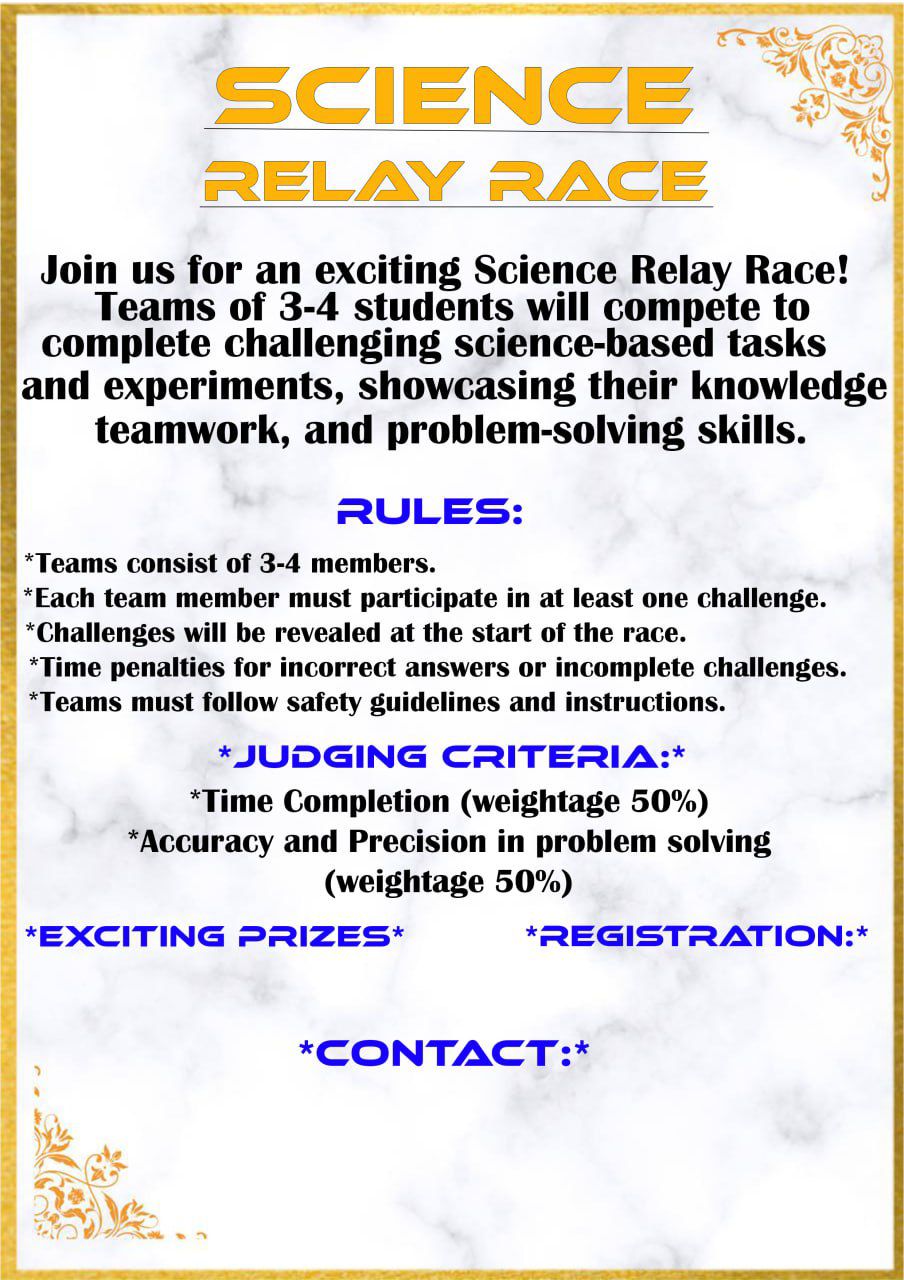 SCIENCE
RELAY RACE
Join us for an exciting Science Relay Race!
Teams of 3-4 students will compete to
complete challenging science-based tasks
and experiments, showcasing their knowledge
teamwork, and problem-solving skills.
RULES:
*Teams consist of 3-4 members.
*Each team member must participate in at least one challenge.
*Challenges will be revealed at the start of the race.
*Time penalties for incorrect answers or incomplete challenges.
*Teams must follow safety guidelines and instructions.
*JUDGING CRITERIA:*
*Time Completion (weightage 50%)
*Accuracy and Precision in problem solving
(weightage 50%)
*EXCITING PRIZES* *REGISTRATION:*
*CONTACT:*